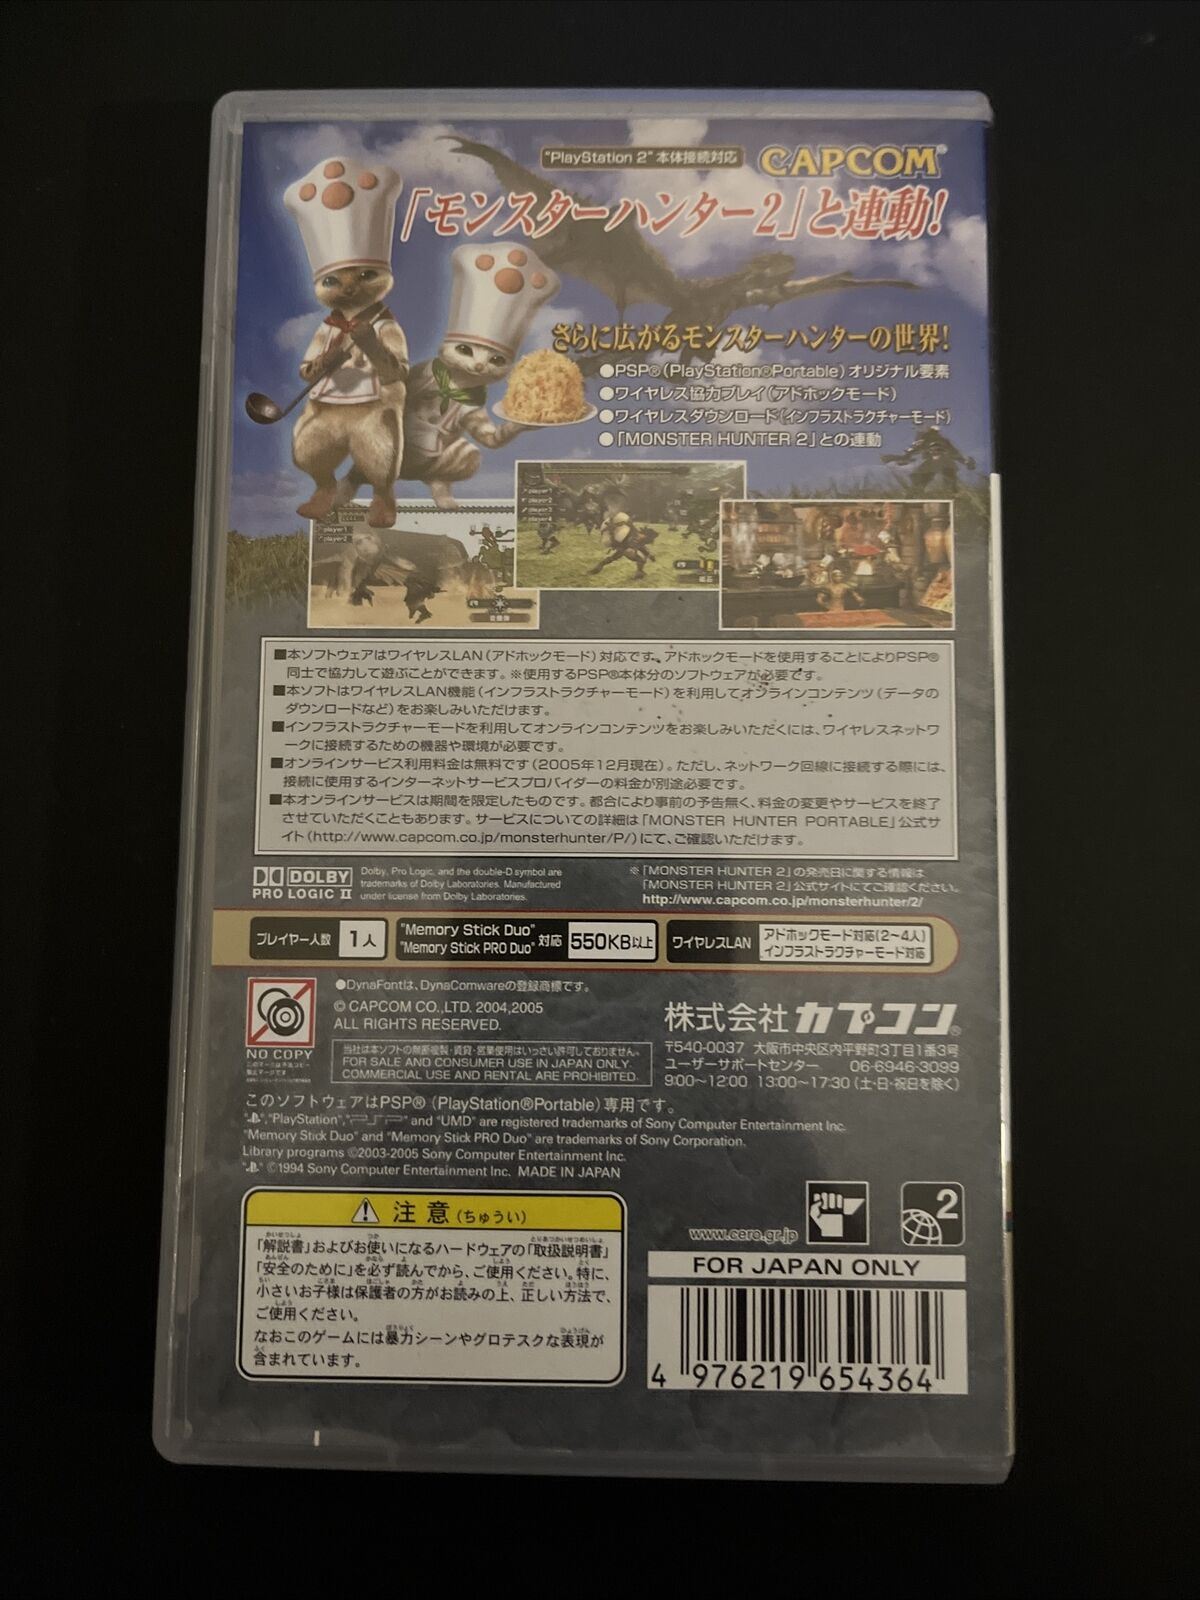 "PlayStation 2"本体接続対応
CAPCOM
「モンスターハンター2」と連動!
さらに広がるモンスターハンターの世界!
●PSP®(PlayStation®Portable)オリジナル要素
●ワイヤレス協力プレイ(アドホックモード)
●ワイヤレスダウンロード(インフラストラクチャーモード)
●「MONSTER HUNTER 2」との連動
player1
player2
player1
player2
player3
player4
■本ソフトウェアはワイヤレスLAN(アドホックモード)対応です。アドホックモードを使用することによりPSP®
同士で協力して遊ぶことができます。※使用するPSP®本体分のソフトウェアが必要です。
■本ソフトはワイヤレスLAN機能(インフラストラクチャーモード)を利用してオンラインコンテンツ(データの
ダウンロードなど)をお楽しみいただけます。
■インフラストラクチャーモードを利用してオンラインコンテンツをお楽しみいただくには、ワイヤレスネットワ
ークに接続するための機器や環境が必要です。
■オンラインサービス利用料金は無料です(2005年12月現在)。ただし、ネットワーク回線に接続する際には、
接続に使用するインターネットサービスプロバイダーの料金が別途必要です。
■本オンラインサービスは期間を限定したものです。都合により事前の予告無く、料金の変更やサービスを終了
させていただくこともあります。サービスについての詳細は「MONSTER HUNTER PORTABLE」公式サ
イト(http://www.capcom.co.jp/monsterhunter/P/)にて、ご確認いただけます。
DOLBY
PRO LOGIC II
Dolby, Pro Logic, and the double-D symbol are
trademarks of Dolby Laboratories. Manufactured
under license from Dolby Laboratories.
※「MONSTER HUNTER 2」の発売日に関する情報は
「MONSTER HUNTER 2」公式サイトにてご確認ください。
http://www.capcom.co.jp/monsterhunter/2/
プレイヤー人数 1人
"Memory Stick Duo"
"Memory Stick PRO Duo" 対応 550KB以上
ワイヤレスLAN アドホックモード対応(2〜4人)
インフラストラクチャーモード対応
NO COPY
●DynaFontは、DynaComwareの登録商標です。
© CAPCOM CO.,LTD. 2004,2005
ALL RIGHTS RESERVED.
当社は本ソフトの無断複製・賃貸・営業使用はいっさい許可しておりません。
FOR SALE AND CONSUMER USE IN JAPAN ONLY.
COMMERCIAL USE AND RENTAL ARE PROHIBITED.
株式会社カプコン®
〒540-0037 大阪市中央区内平野町3丁目1番3号
ユーザーサポートセンター 06-6946-3099
9:00〜12:00 13:00〜17:30(土・日・祝日を除く)
このソフトウェアはPSP®(PlayStation®Portable)専用です。
"PlayStation","PSP" and "UMD" are registered trademarks of Sony Computer Entertainment Inc.
"Memory Stick Duo" and "Memory Stick PRO Duo" are trademarks of Sony Corporation.
Library programs ©2003-2005 Sony Computer Entertainment Inc.
©1994 Sony Computer Entertainment Inc. MADE IN JAPAN
注意(ちゅうい)
「解説書」およびお使いになるハードウェアの「取扱説明書」
「安全のために」を必ず読んでから、ご使用ください。特に、
小さいお子様は保護者の方がお読みの上、正しい方法で、
ご使用ください。
なおこのゲームには暴力シーンやグロテスクな表現が
含まれています。
www.cero.gr.jp
2
FOR JAPAN ONLY
4 976219 654364